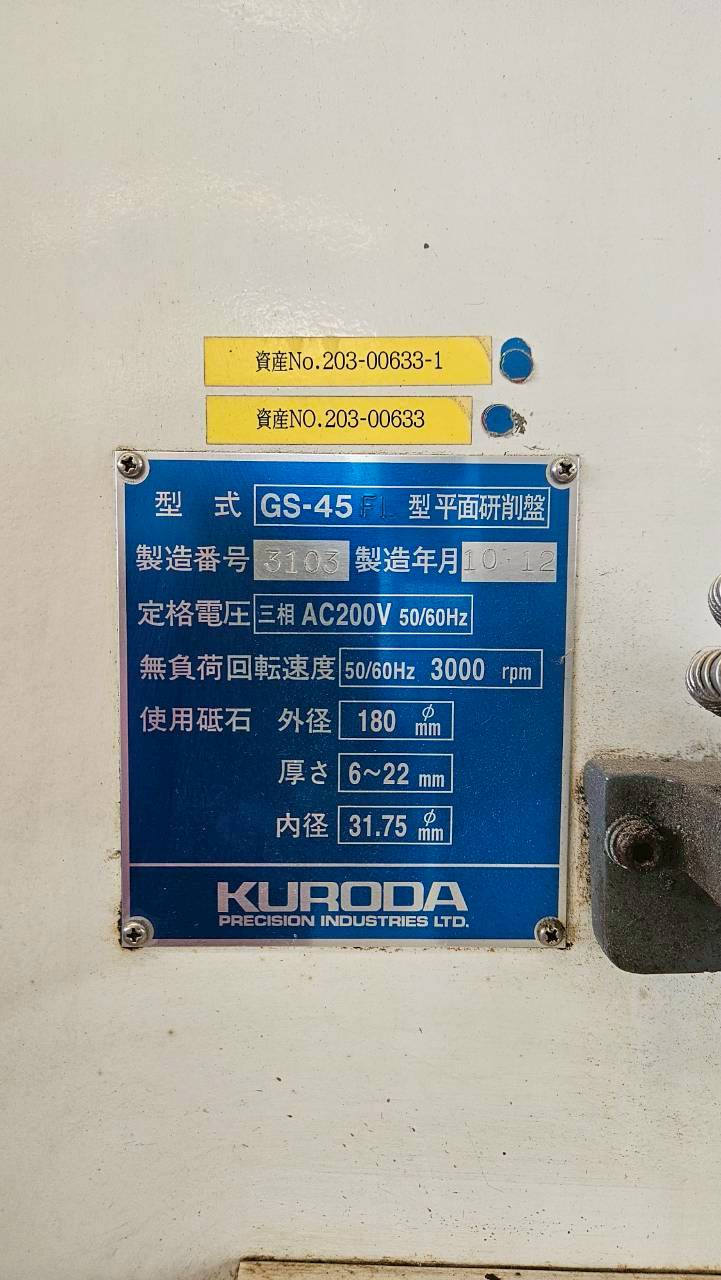 資産No.203-00633-1
資産NO.203-00633
型 式 GS-45 FL 型 平面研削盤
製造番号 3103 製造年月 10 12
定格電圧 三相 AC200V 50/60Hz
無負荷回転速度 50/60Hz 3000 rpm
使用砥石 外径 180 φ mm
厚さ 6~22 mm
内径 31.75 φ mm
KURODA
PRECISION INDUSTRIES LTD.